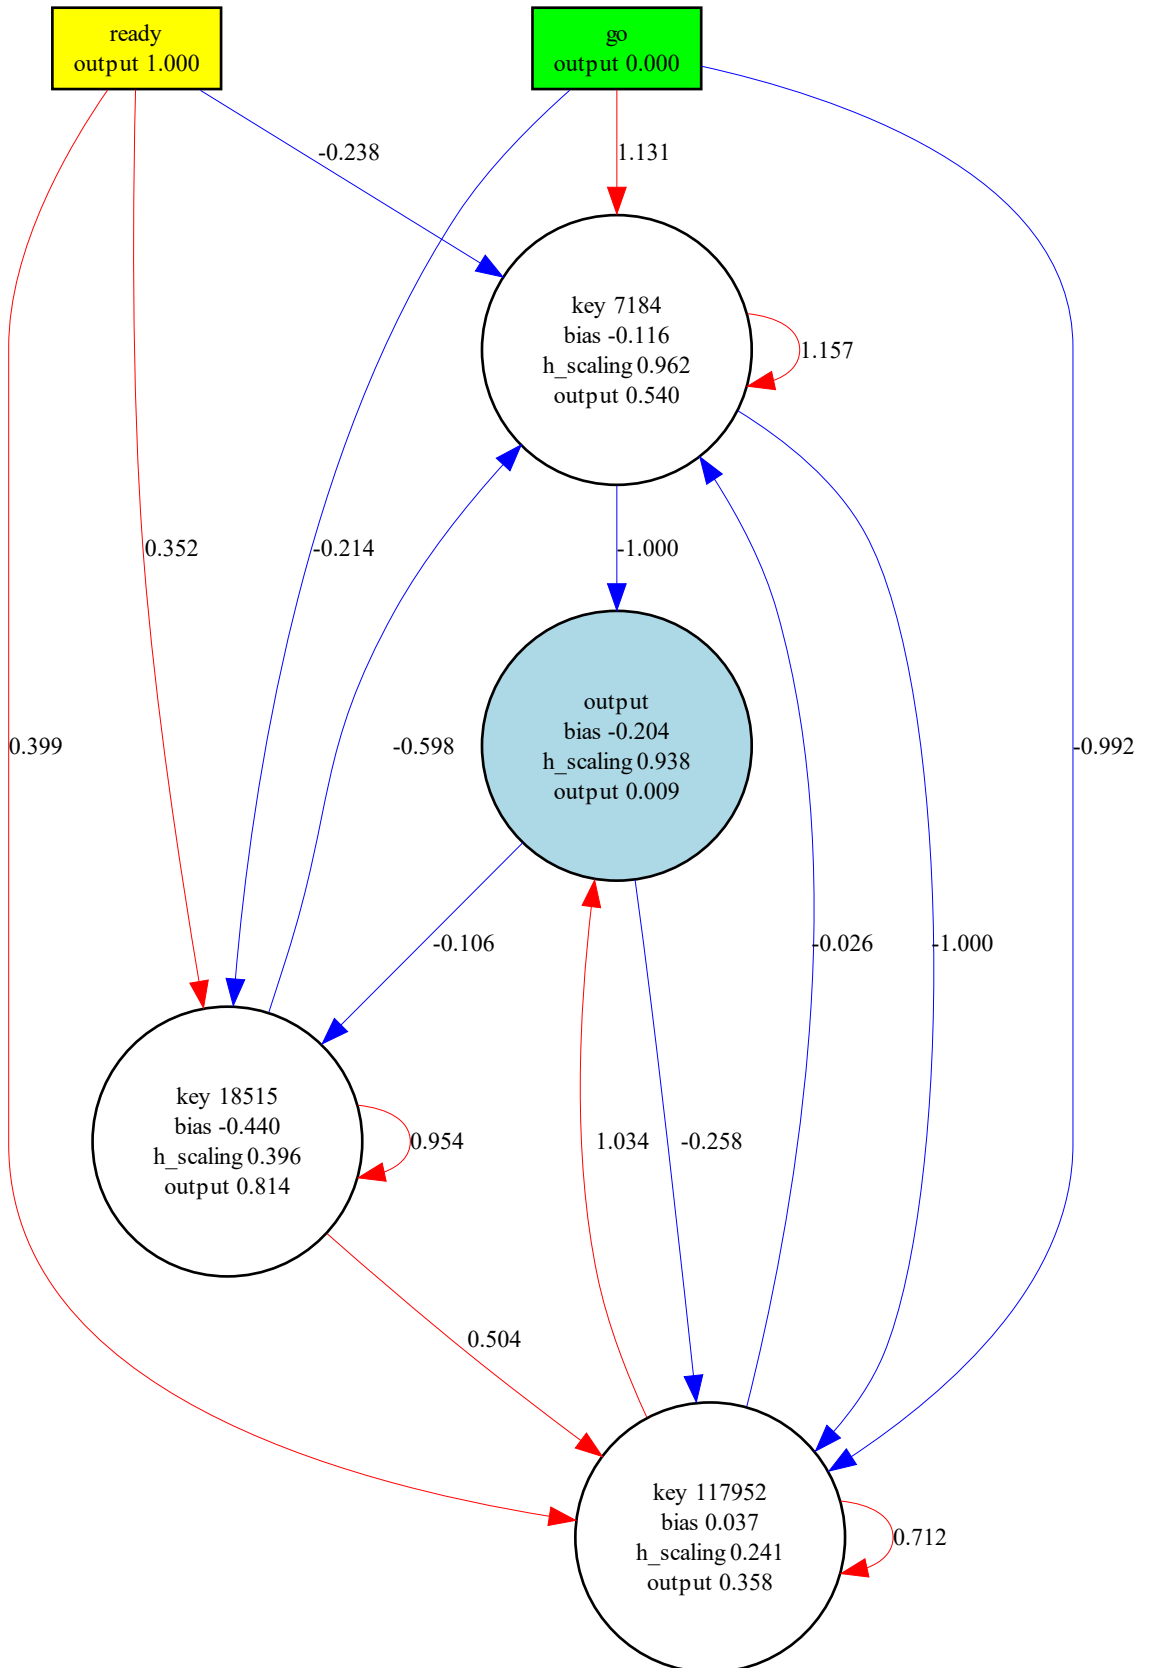 ready
output 1.000
go
output 0.000
-0.238
1.131
key 7184
bias -0.116
h_scaling 0.962
output 0.540
1.157
0.352
-0.214
-1.000
output
bias -0.204
h_scaling 0.938
output 0.009
0.399
-0.598
-0.992
-0.106
-0.026
-1.000
key 18515
bias -0.440
h_scaling 0.396
output 0.814
0.954
1.034
-0.258
0.504
key 117952
bias 0.037
h_scaling 0.241
output 0.358
0.712